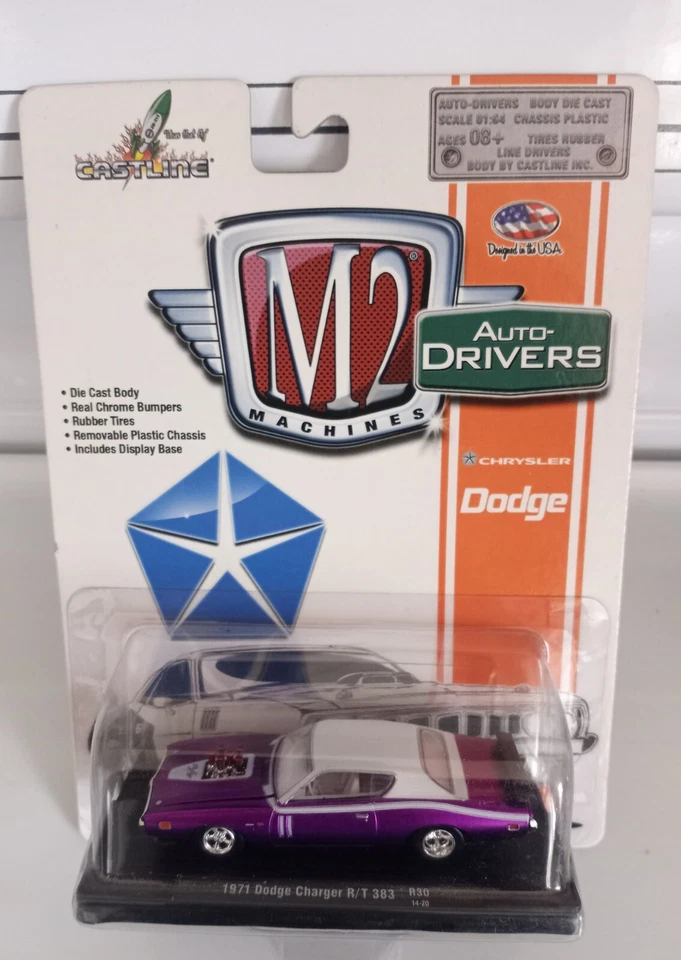 Um Out Of
CASTLINE®
AUTO-DRIVERS BODY DIE CAST
SCALE 01:64 CHASSIS PLASTIC
AGES 08+ TIRES RUBBER
LINE DRIVERS
BODY BY CASTLINE INC.
Designed in the USA
M2®
MACHINES
AUTO-
DRIVERS
• Die Cast Body
• Real Chrome Bumpers
• Rubber Tires
• Removable Plastic Chassis
• Includes Display Base
CHRYSLER
Dodge
1971 Dodge Charger R/T 383 R30
14-20